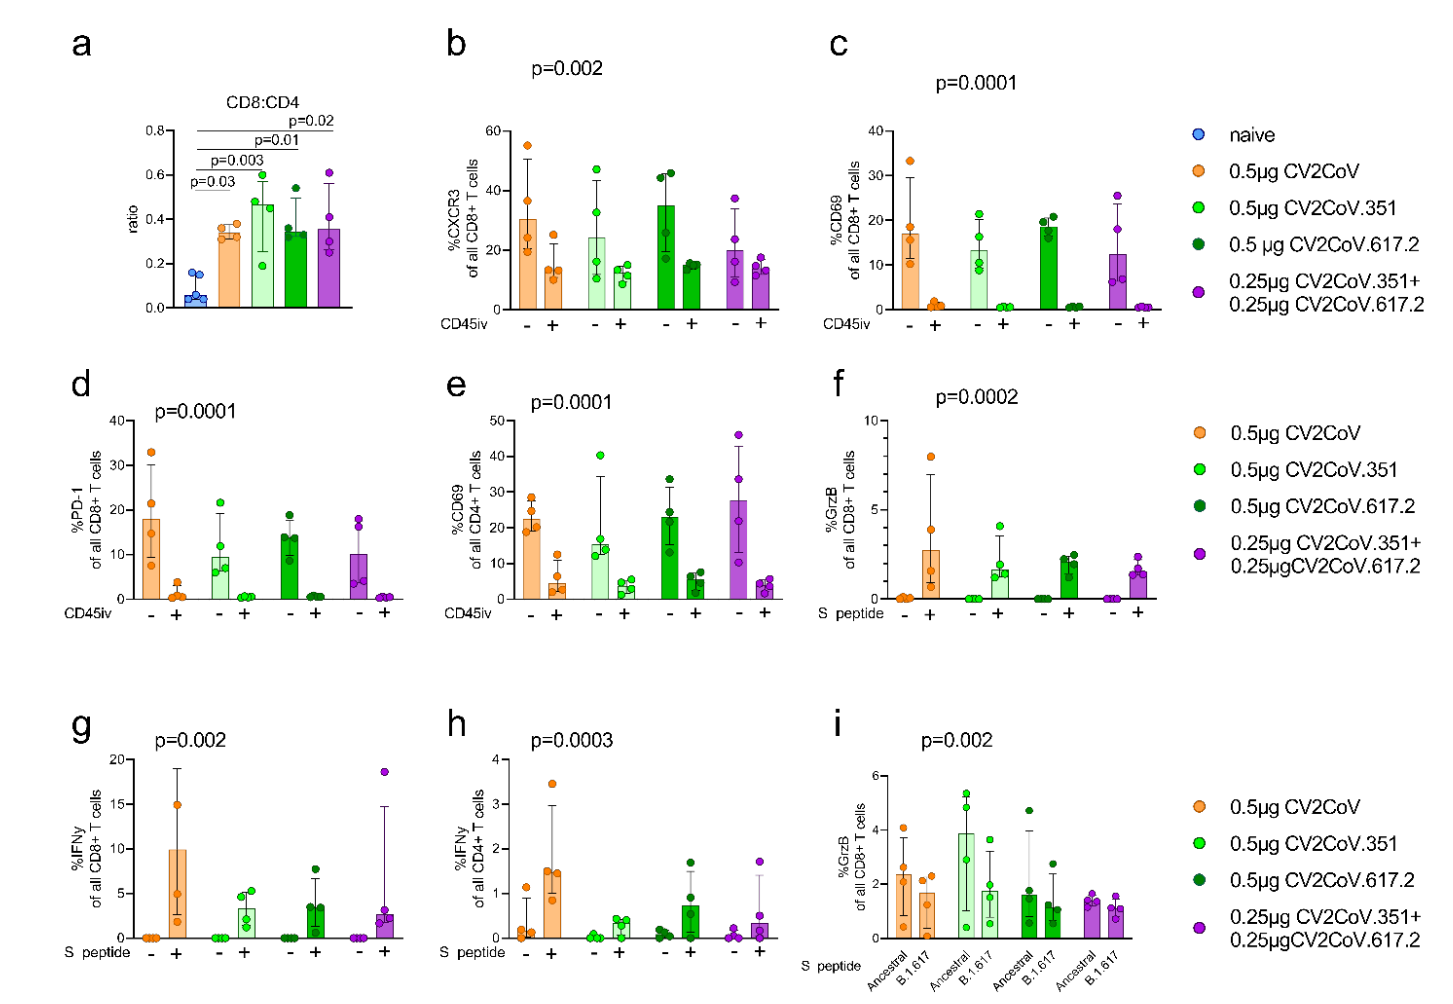 a
CD8:CD4
ratio
0.8
0.6
0.4
0.2
0.0
p=0.02
p=0.01
p=0.003
p=0.03
b
p=0.002
%CXCR3
of all CD8+ T cells
60
40
20
0
CD45iv - + - + - + - +
c
p=0.0001
%CD69
of all CD8+ T cells
40
30
20
10
0
CD45iv - + - + - + - +
naive
0.5µg CV2CoV
0.5µg CV2CoV.351
0.5 µg CV2CoV.617.2
0.25µg CV2CoV.351+
0.25µg CV2CoV.617.2
d
p=0.0001
%PD-1
of all CD8+ T cells
40
30
20
10
0
CD45iv - + - + - + - +
e
p=0.0001
%CD69
of all CD4+ T cells
50
40
30
20
10
0
CD45iv - + - + - + - +
f
p=0.0002
%GrzB
of all CD8+ T cells
10
5
0
S peptide - + - + - + - +
0.5µg CV2CoV
0.5µg CV2CoV.351
0.5µg CV2CoV.617.2
0.25µg CV2CoV.351+
0.25µgCV2CoV.617.2
g
p=0.002
%IFNy
of all CD8+ T cells
20
15
10
5
0
S peptide - + - + - + - +
h
p=0.0003
%IFNy
of all CD4+ T cells
4
3
2
1
0
S peptide - + - + - + - +
i
p=0.002
%GrzB
of all CD8+ T cells
6
4
2
0
S peptide
Ancestral
B.1.617
Ancestral
B.1.617
Ancestral
B.1.617
Ancestral
B.1.617
0.5µg CV2CoV
0.5µg CV2CoV.351
0.5µg CV2CoV.617.2
0.25µg CV2CoV.351+
0.25µgCV2CoV.617.2